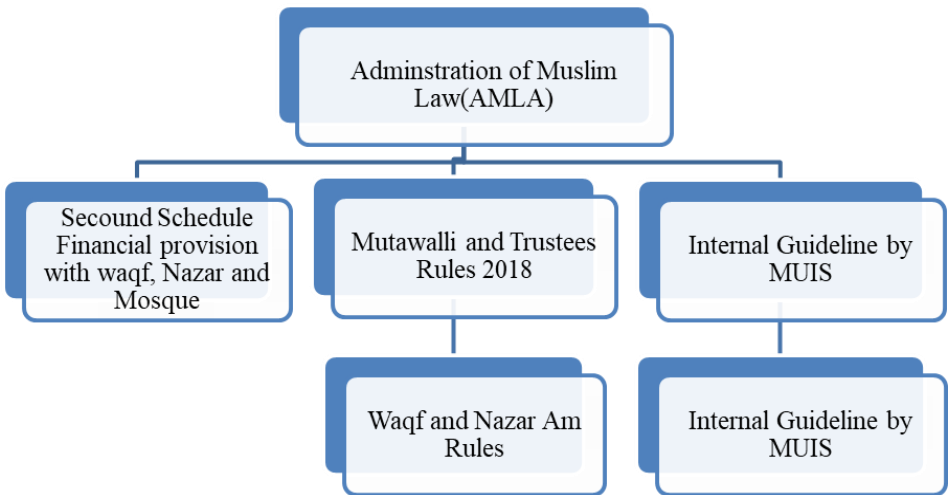 Adminstration of Muslim
Law(AMLA)
Secound Schedule
Financial provision
with waqf, Nazar and
Mosque
Mutawalli and Trustees
Rules 2018
Internal Guideline by
MUIS
Waqf and Nazar Am
Rules
Internal Guideline by
MUIS